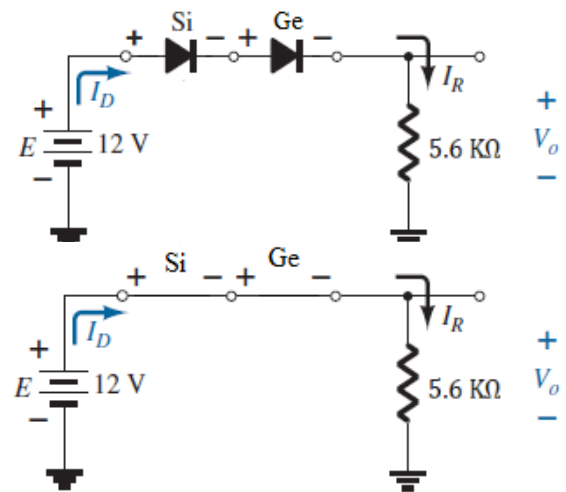 Si Ge
+ − + −
I_D I_R
+ +
E 12 V 5.6 KΩ V_o
− −
Si Ge
+ − + −
I_D I_R
+ +
E 12 V 5.6 KΩ V_o
− −